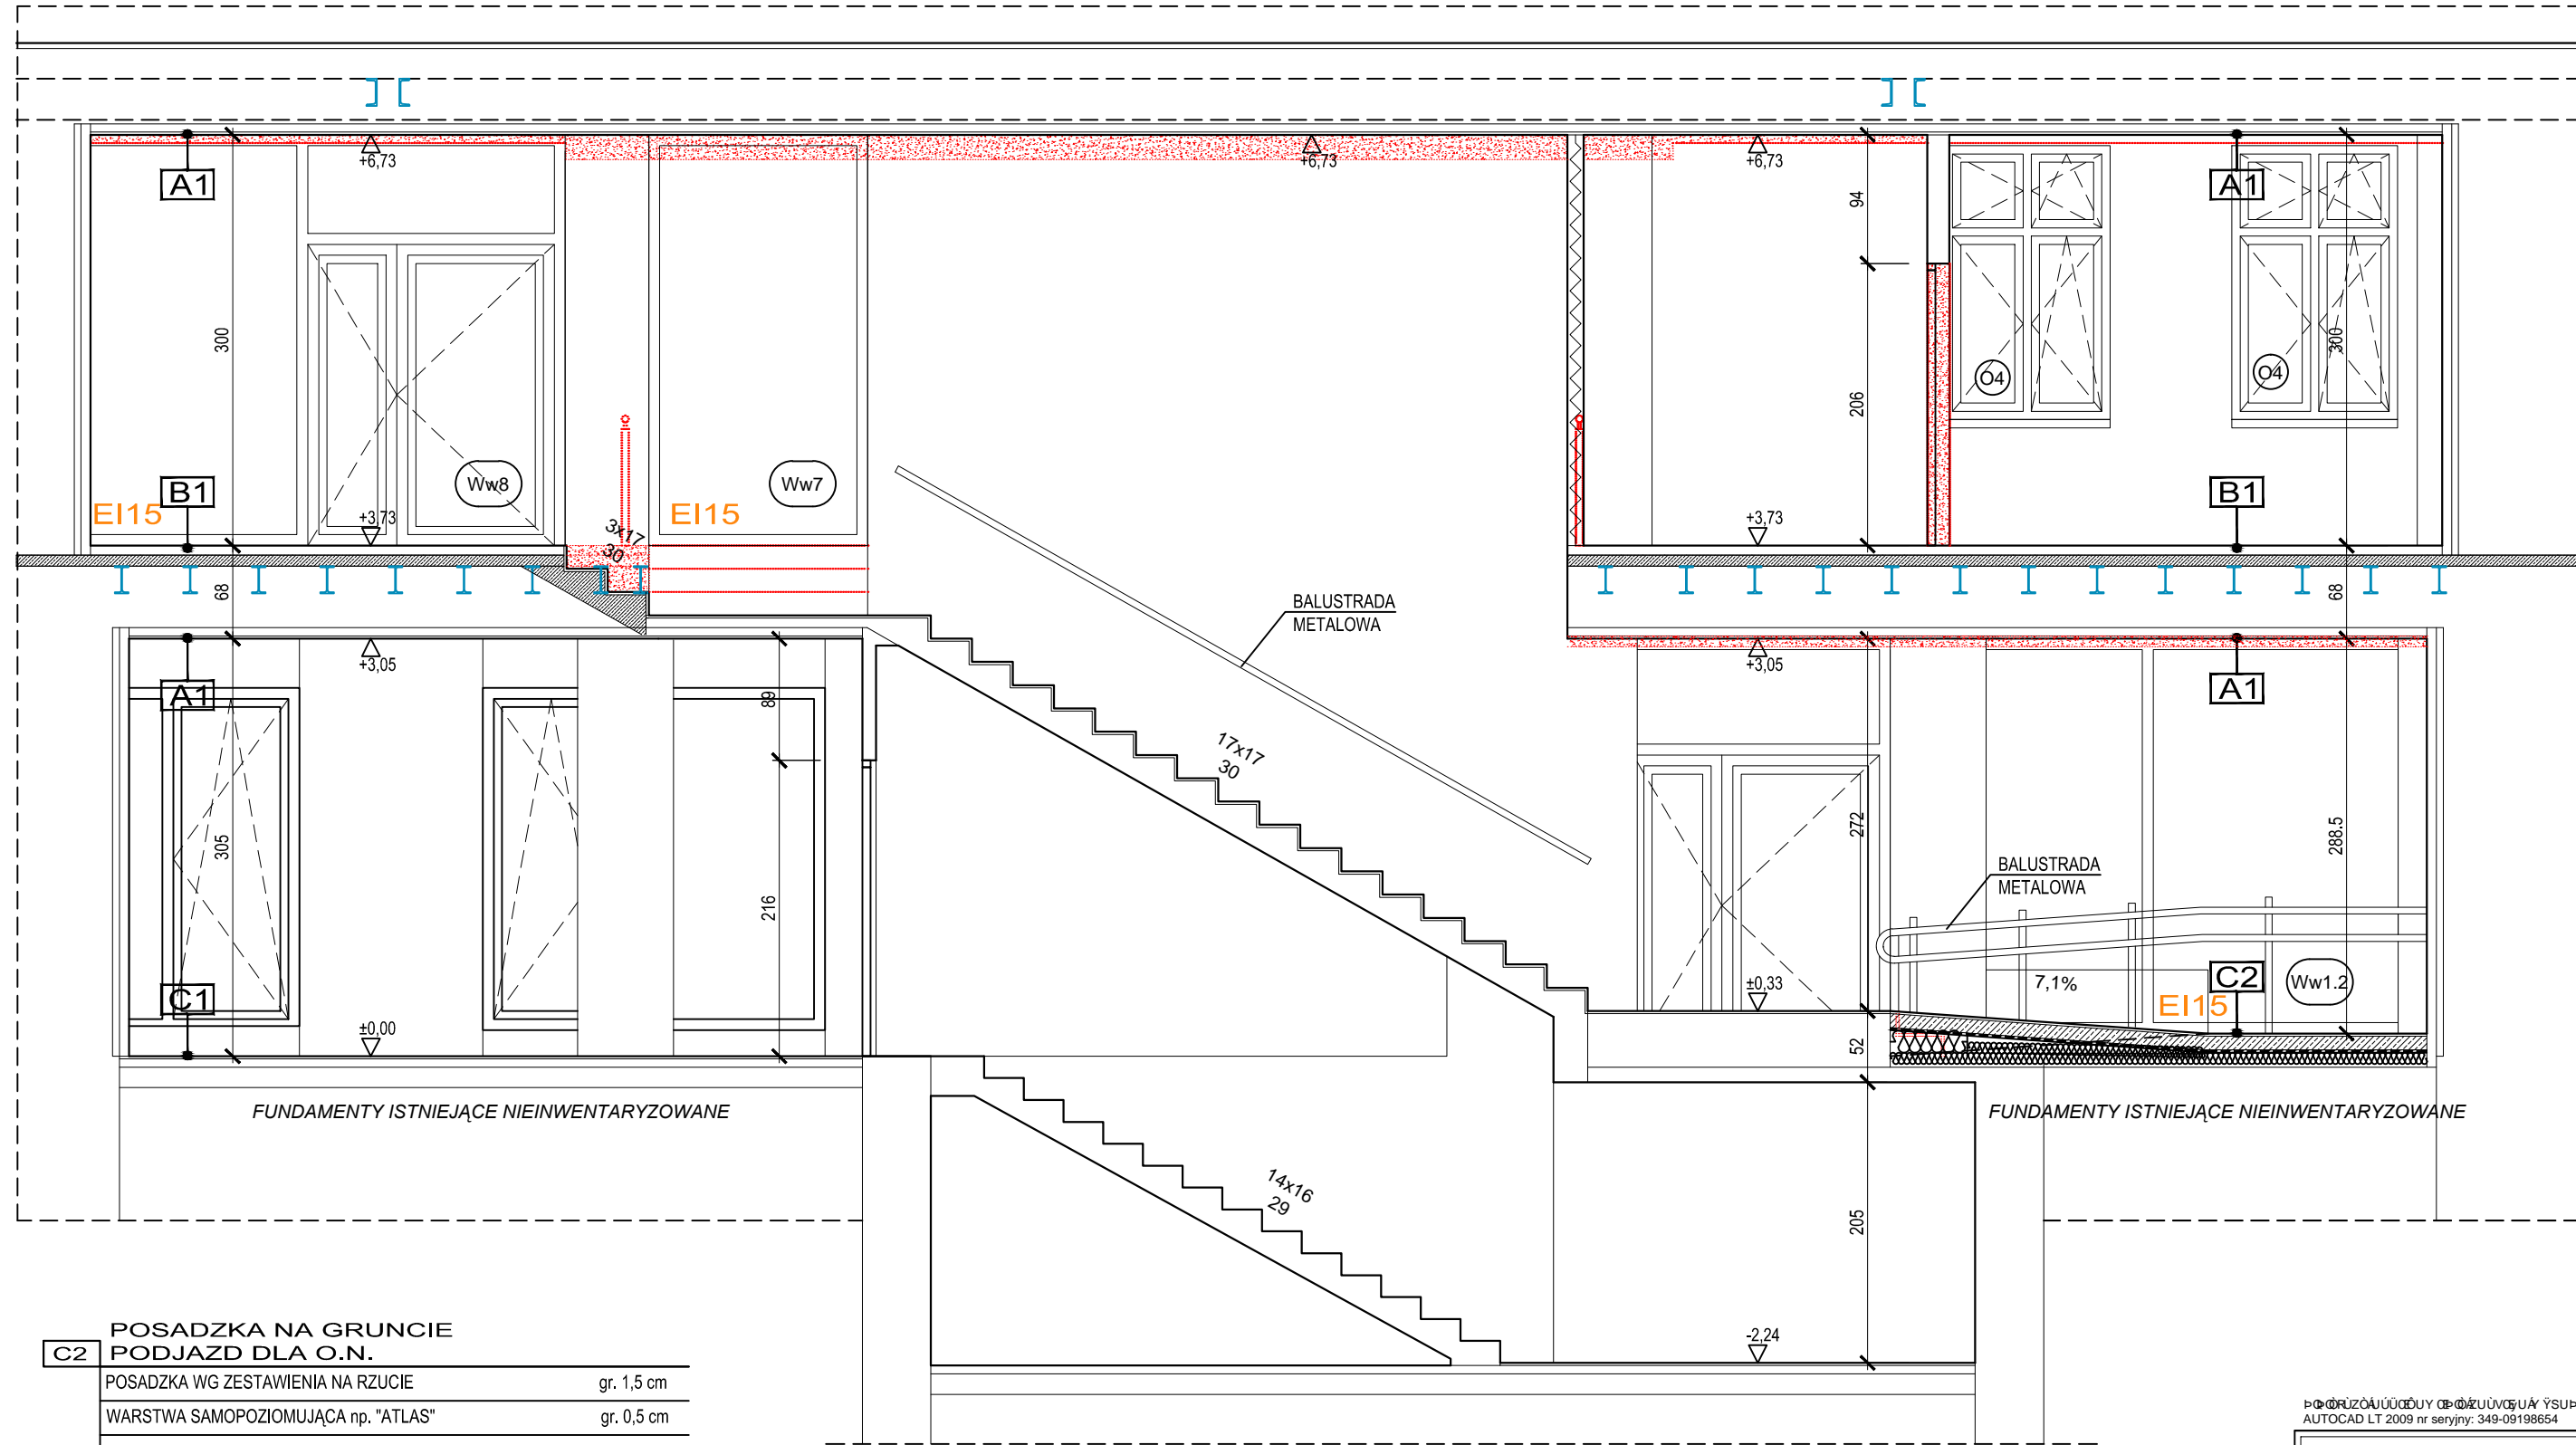 +6,73
+6,73
+6,73
A1
A1
94
300
300
206
O4
O4
B1
B1
Ww8
Ww7
EI15
EI15
+3,73
+3,73
3x17
30
68
68
BALUSTRADA
METALOWA
+3,05
+3,05
A1
A1
89
17x17
30
305
272
288.5
216
BALUSTRADA
METALOWA
C1
±0,00
±0,33
7,1%
C2
Ww1.2
EI15
52
FUNDAMENTY ISTNIEJĄCE NIEINWENTARYZOWANE
FUNDAMENTY ISTNIEJĄCE NIEINWENTARYZOWANE
14x16
29
205
-2,24
POSADZKA NA GRUNCIE
C2 PODJAZD DLA O.N.
POSADZKA WG ZESTAWIENIA NA RZUCIE gr. 1,5 cm
WARSTWA SAMOPOZIOMUJĄCA np. "ATLAS" gr. 0,5 cm
AUTOCAD LT 2009 nr seryjny: 349-09198654